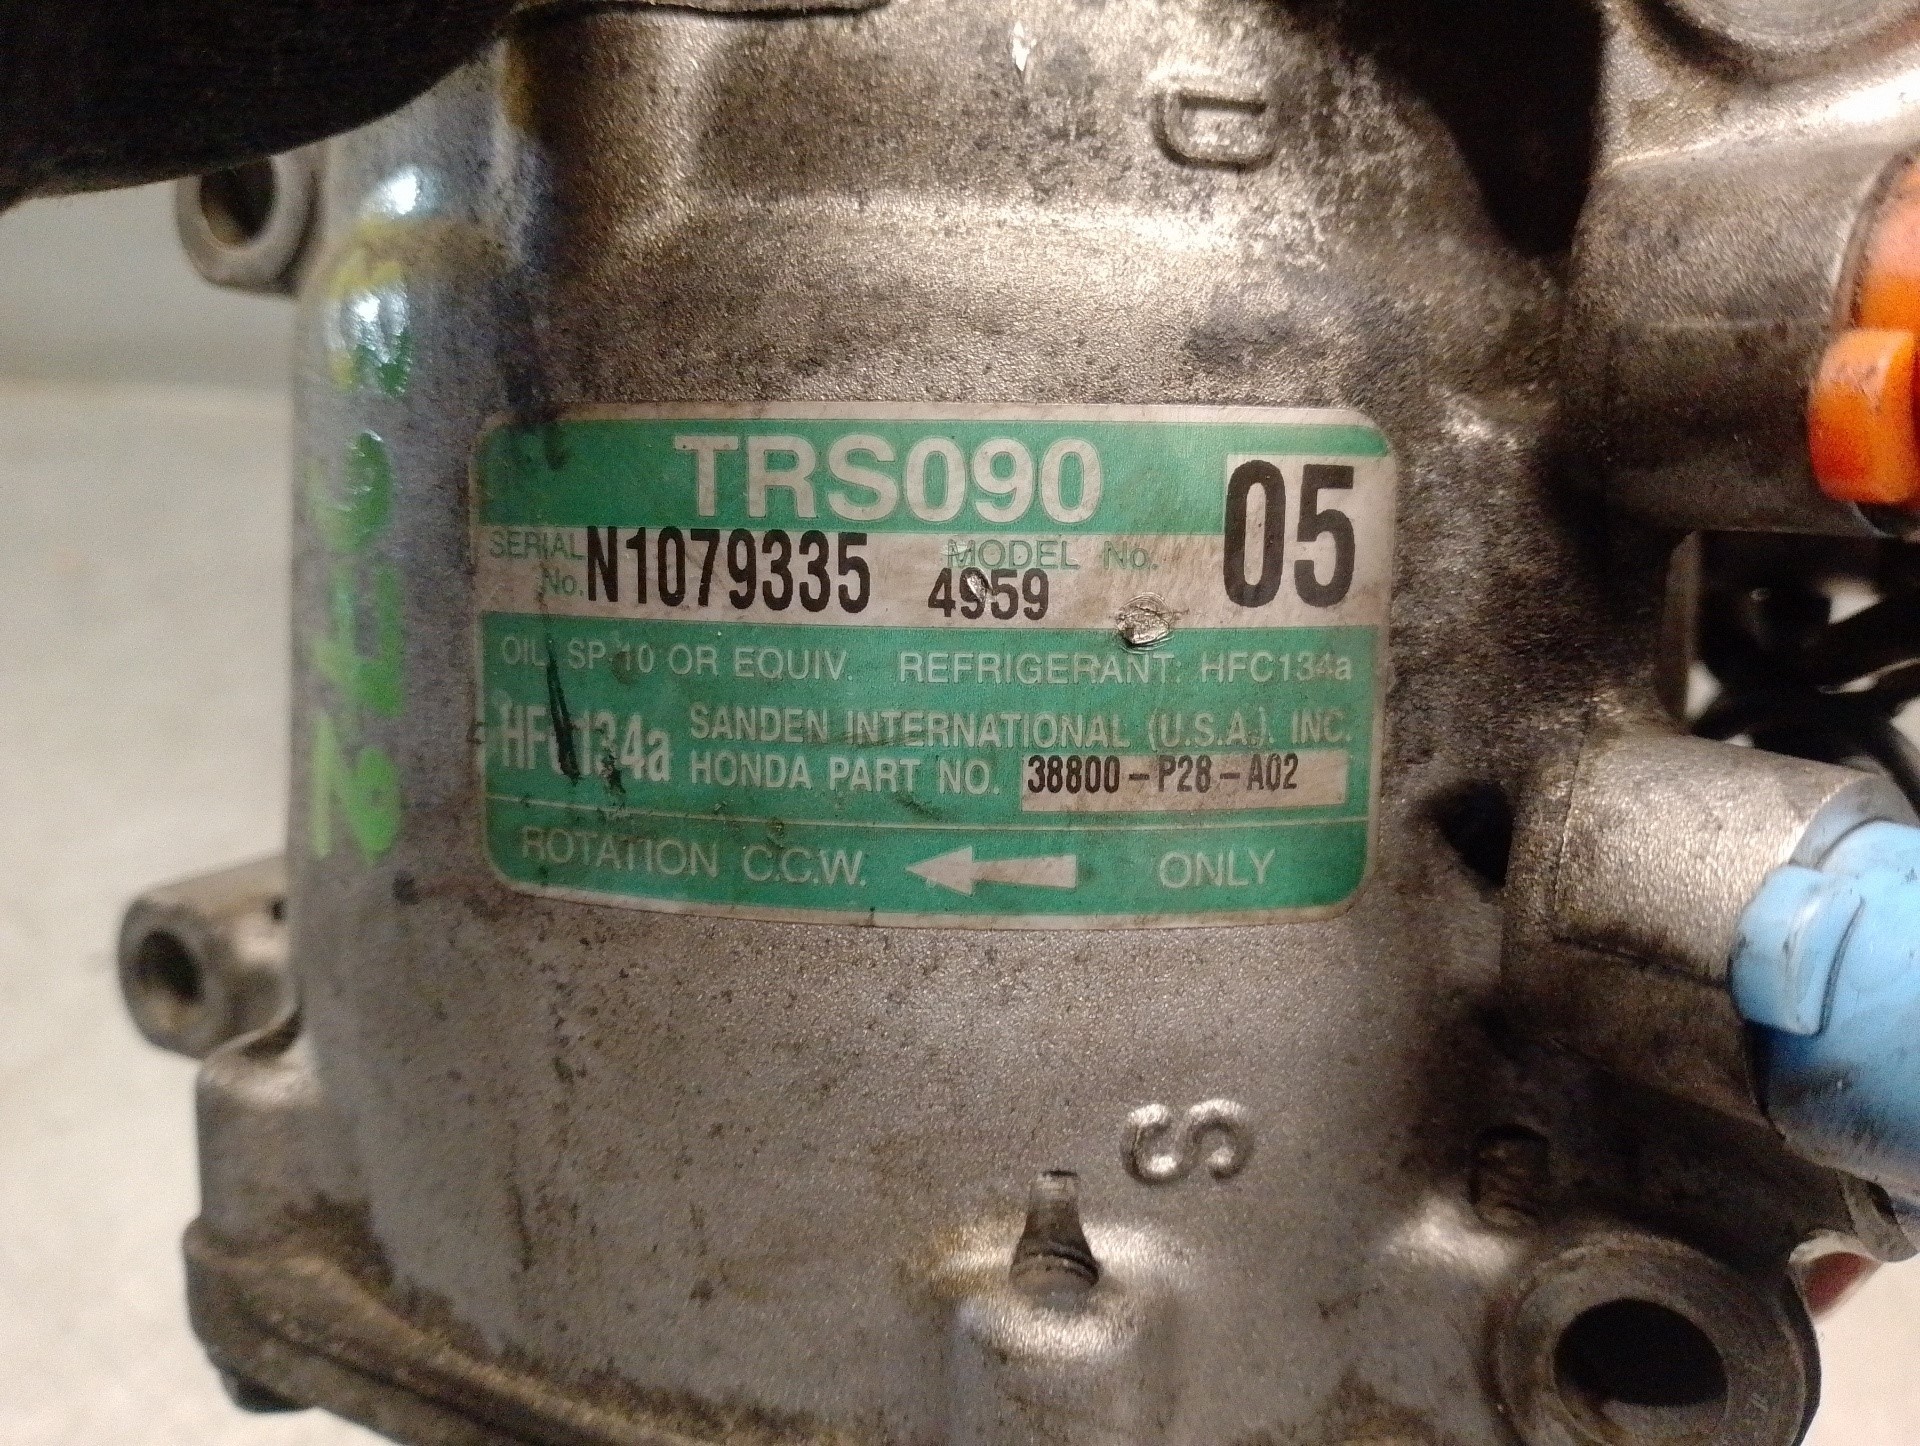 D
TRS090
05
SERIAL No. N1079335 MODEL No. 4959
OIL SP-10 OR EQUIV. REFRIGERANT: HFC134a
HFC134a SANDEN INTERNATIONAL (U.S.A.). INC.
HONDA PART NO. 38800-P28-A02
ROTATION C.C.W. ONLY
S